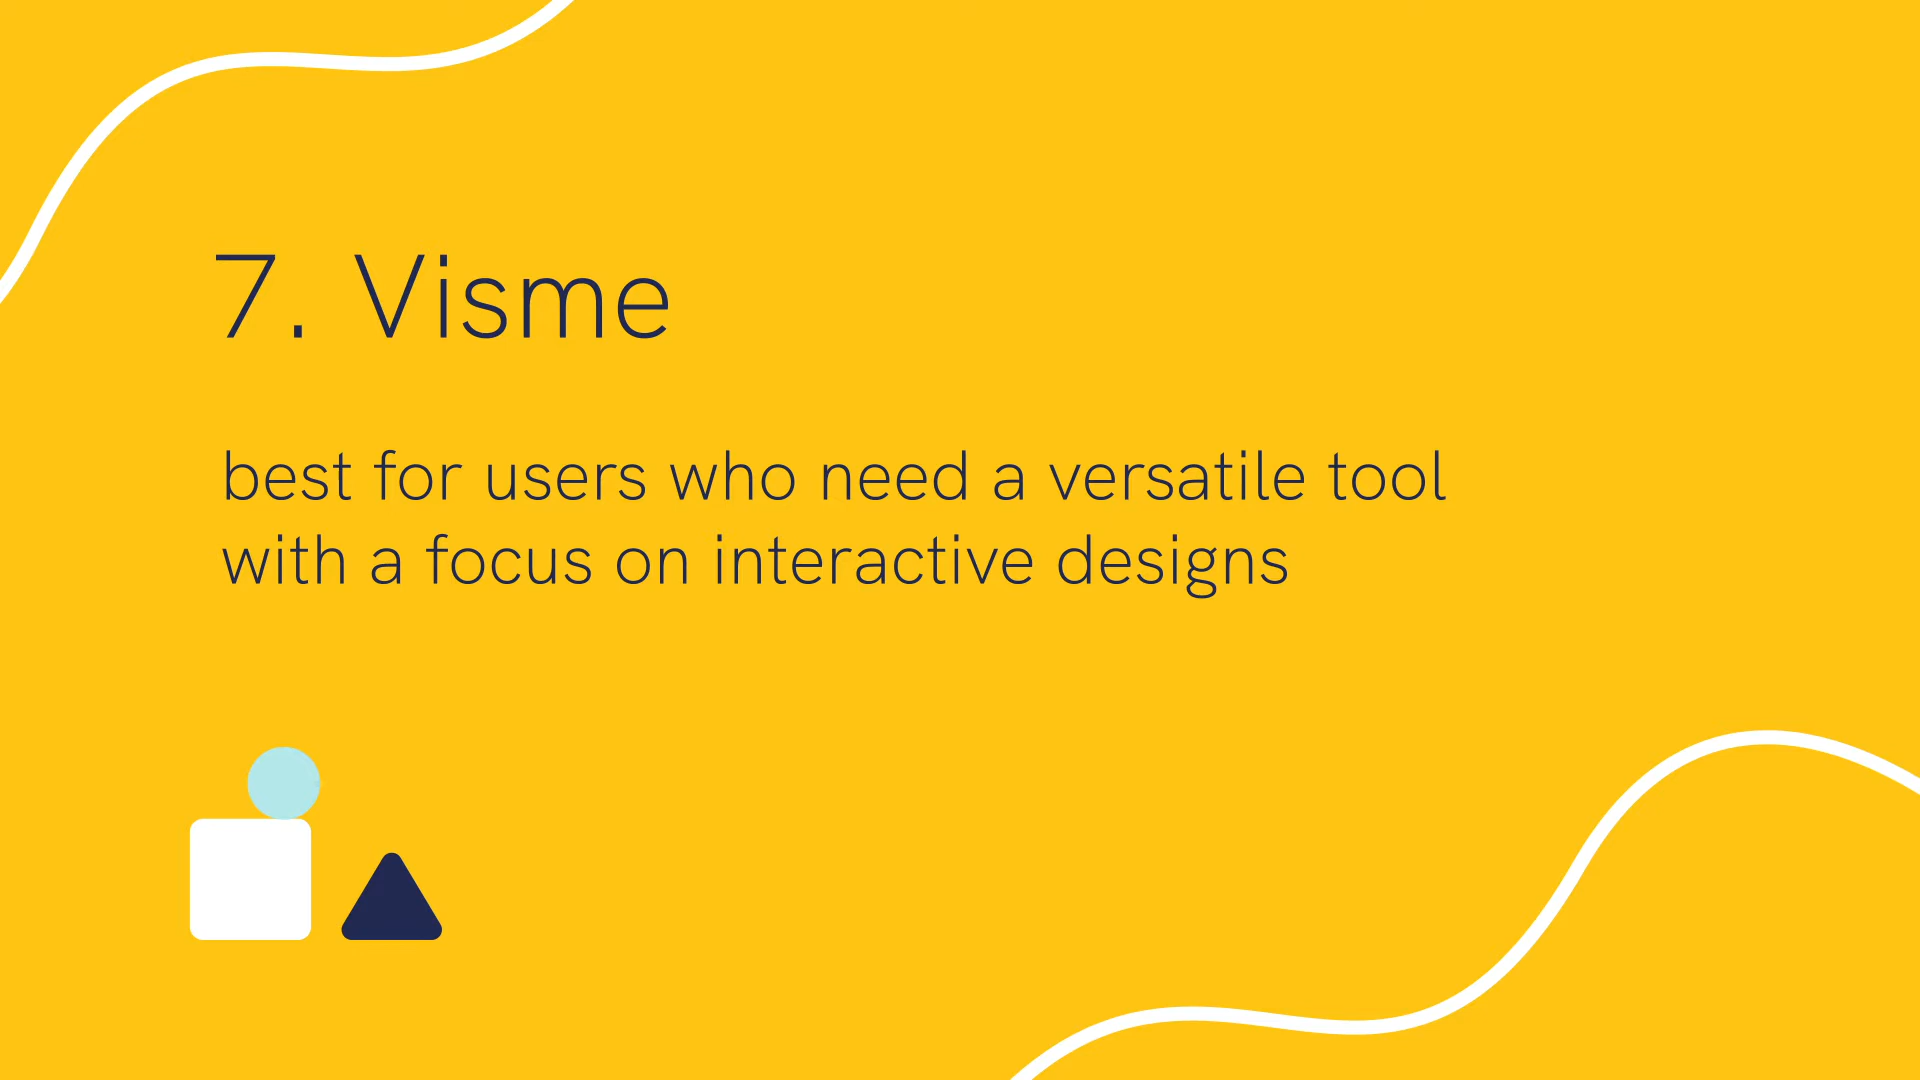 7. Visme
best for users who need a versatile tool
with a focus on interactive designs